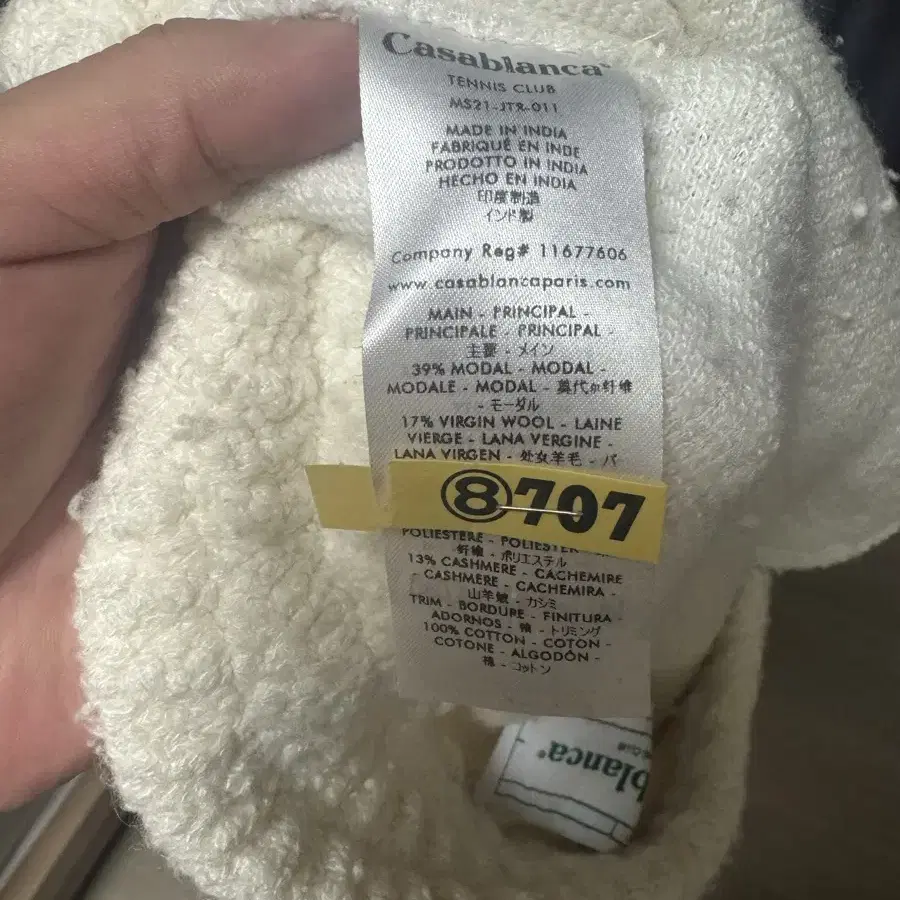 Casablanca®
TENNIS CLUB
MS21-JTR-011
MADE IN INDIA
FABRIQUÉ EN INDE
PRODOTTO IN INDIA
HECHO EN INDIA
印度制造
インド製
Company Reg# 11677606
www.casablancaparis.com
MAIN - PRINCIPAL -
PRINCIPALE - PRINCIPAL -
主要 - メイン
39% MODAL - MODAL -
MODALE - MODAL - 莫代尔纤维
- モーダル
17% VIRGIN WOOL - LAINE
VIERGE - LANA VERGINE -
LANA VIRGEN - 处女羊毛 - バ
⑧707
POLIESTERE - POLIESTER
纤维 - ポリエステル
13% CASHMERE - CACHEMIRE
- CASHMERE - CACHEMIRA -
山羊绒 - カシミ
TRIM - BORDURE - FINITURA -
ADORNOS - 镶 - トリミング
100% COTTON - COTON -
COTONE - ALGODÓN -
棉 - コットン
blanca®